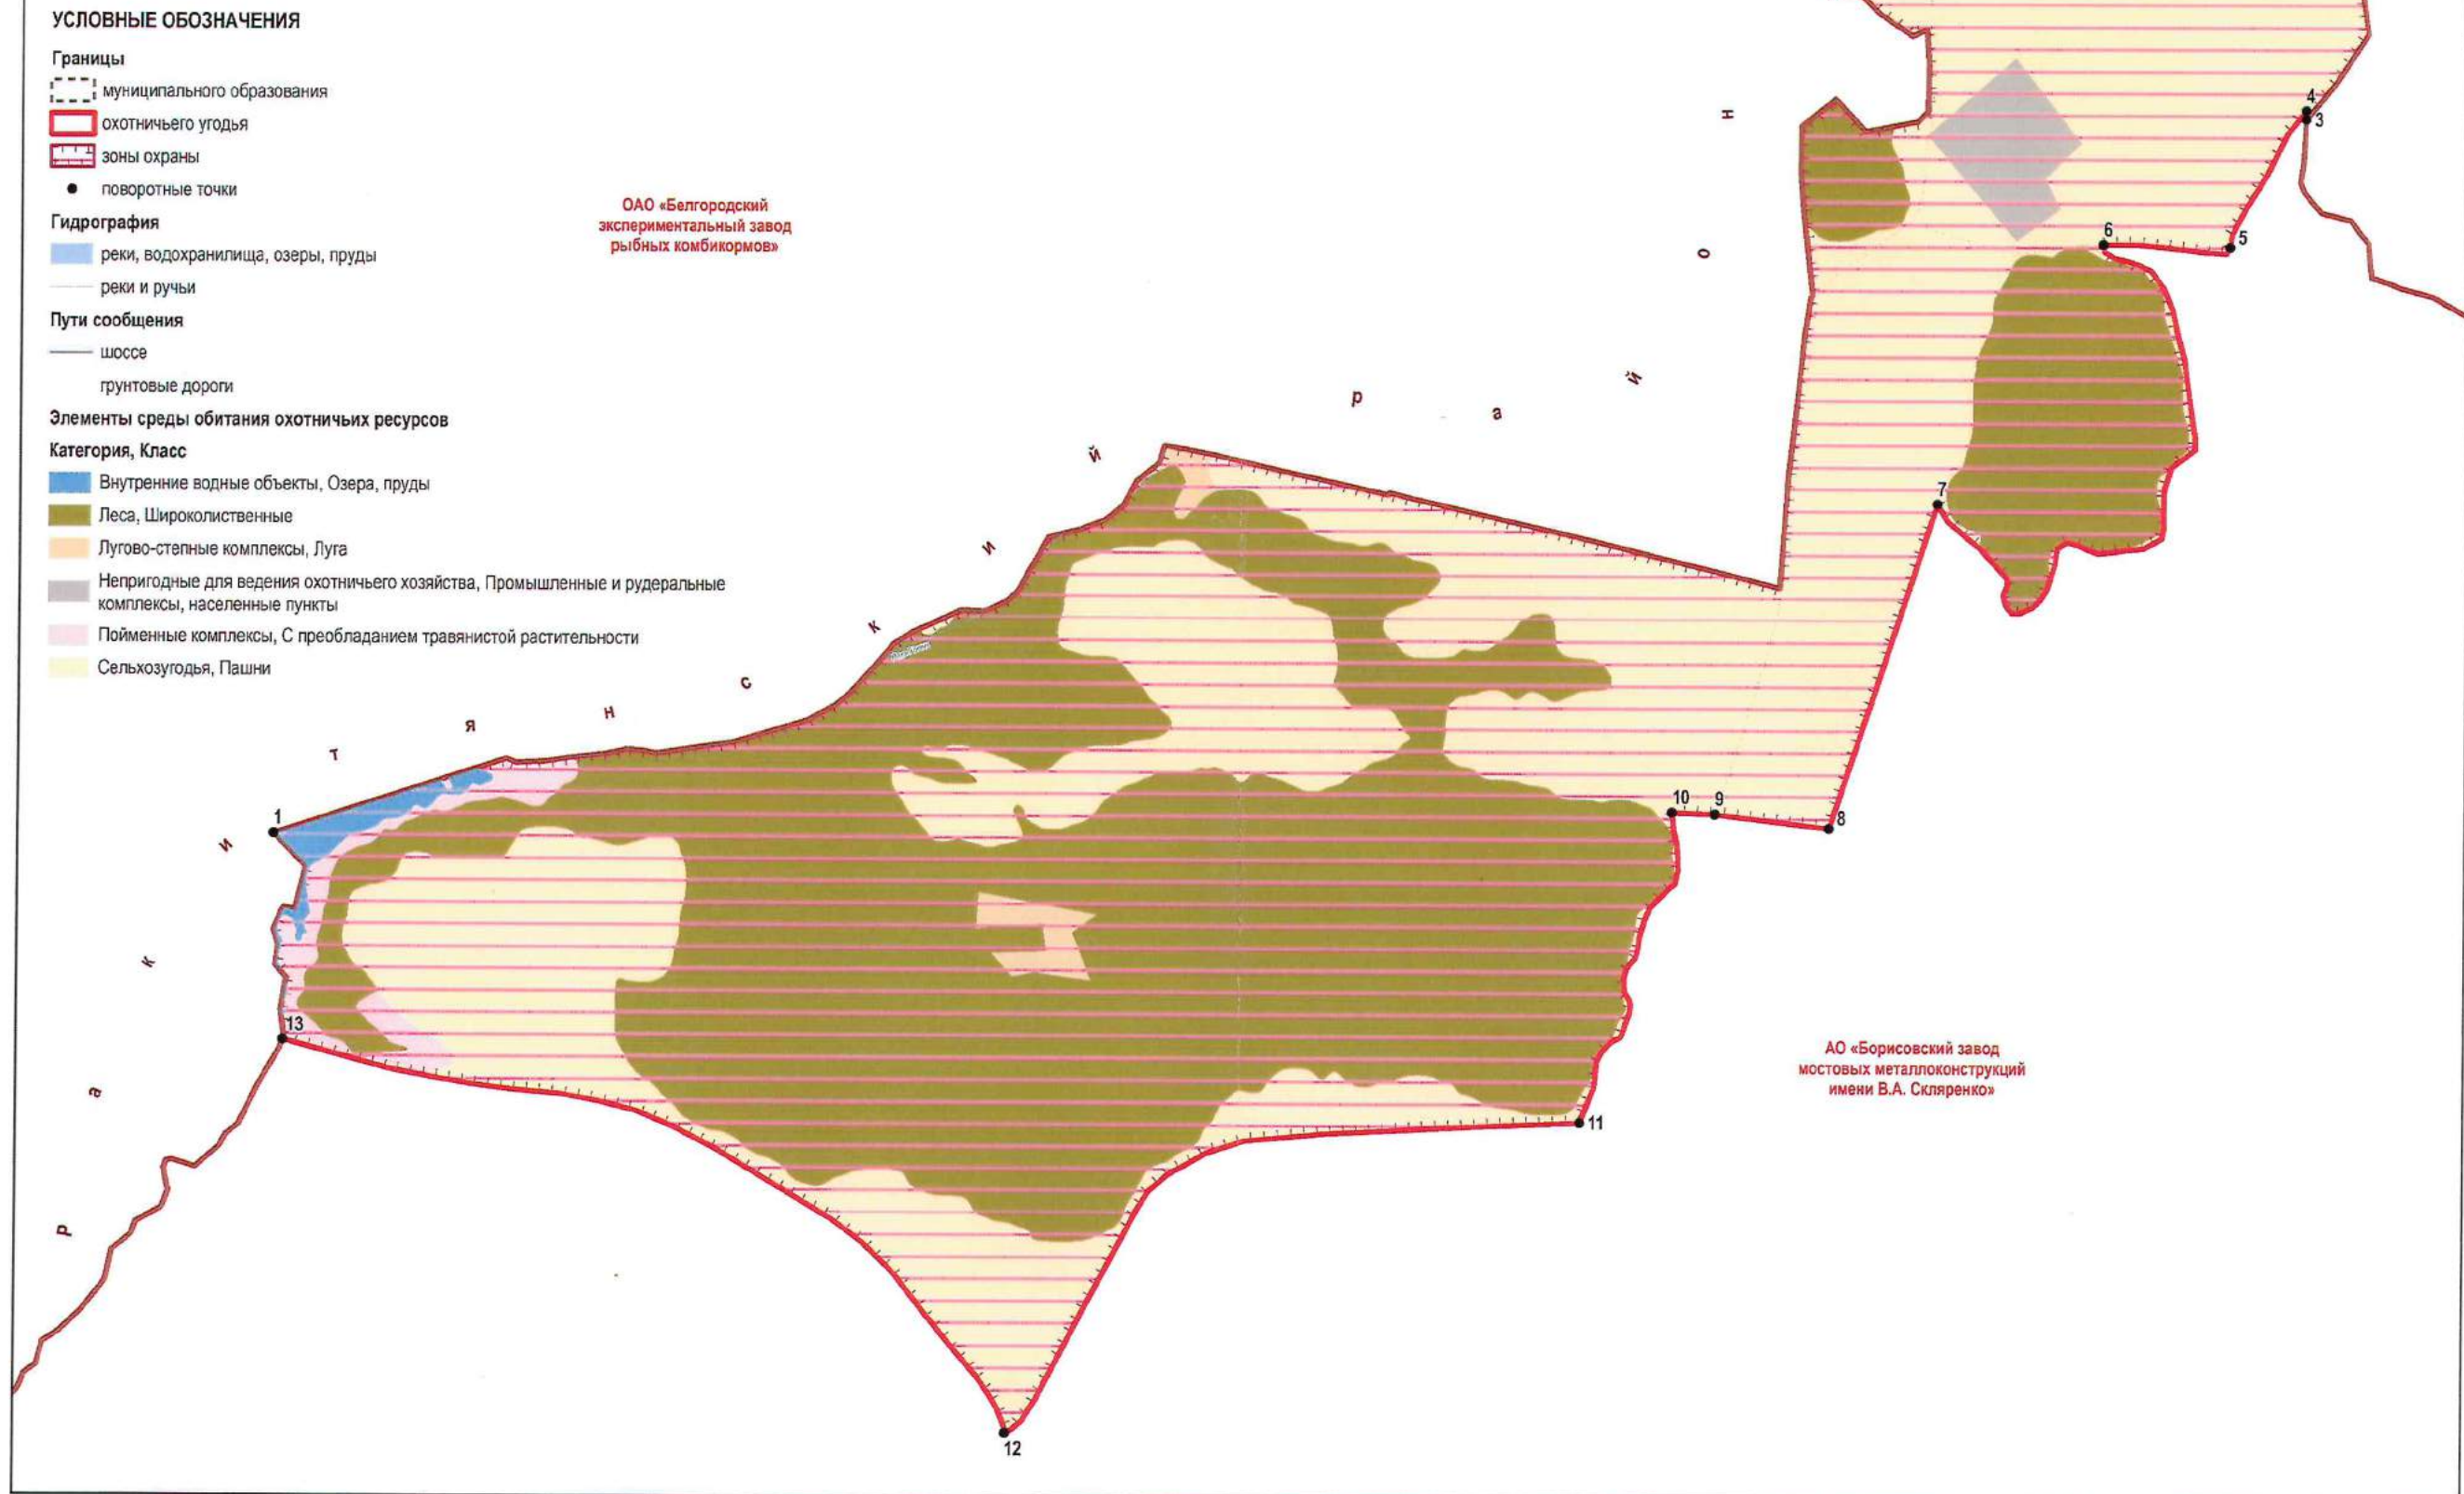 УСЛОВНЫЕ ОБОЗНАЧЕНИЯ
Границы
муниципального образования
охотничьего угодья
зоны охраны
поворотные точки
Гидрография
реки, водохранилища, озеры, пруды
реки и ручьи
Пути сообщения
шоссе
грунтовые дороги
Элементы среды обитания охотничьих ресурсов
Категория, Класс
Внутренние водные объекты, Озера, пруды
Леса, Широколиственные
Лугово-степные комплексы, Луга
Непригодные для ведения охотничьего хозяйства, Промышленные и рудеральные
комплексы, населенные пункты
Пойменные комплексы, С преобладанием травянистой растительности
Сельхозугодья, Пашни
ОАО «Белгородский
экспериментальный завод
рыбных комбикормов»
Ракитянский район
4
3
5
6
7
8
9
10
1
13
11
12
АО «Борисовский завод
мостовых металлоконструкций
имени В.А. Скляренко»